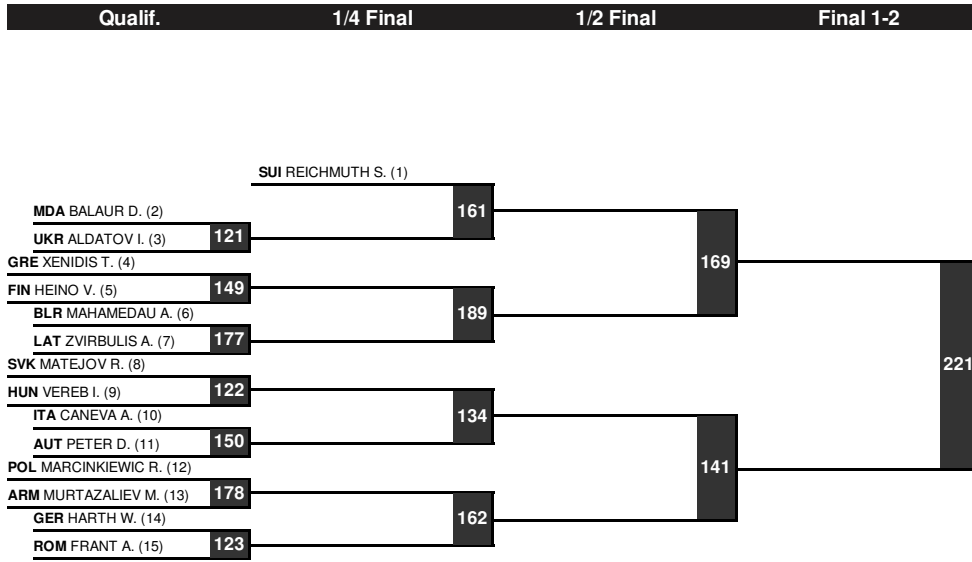 Qualif. 1/4 Final 1/2 Final Final 1-2
SUI REICHMUTH S. (1)
161
MDA BALAUR D. (2)
121
UKR ALDATOV I. (3)
169
GRE XENIDIS T. (4)
149
FIN HEINO V. (5)
189
BLR MAHAMEDAU A. (6)
177
LAT ZVIRBULIS A. (7)
221
SVK MATEJOV R. (8)
122
HUN VEREB I. (9)
134
ITA CANEVA A. (10)
150
AUT PETER D. (11)
141
POL MARCINKIEWIC R. (12)
178
ARM MURTAZALIEV M. (13)
162
GER HARTH W. (14)
123
ROM FRANT A. (15)